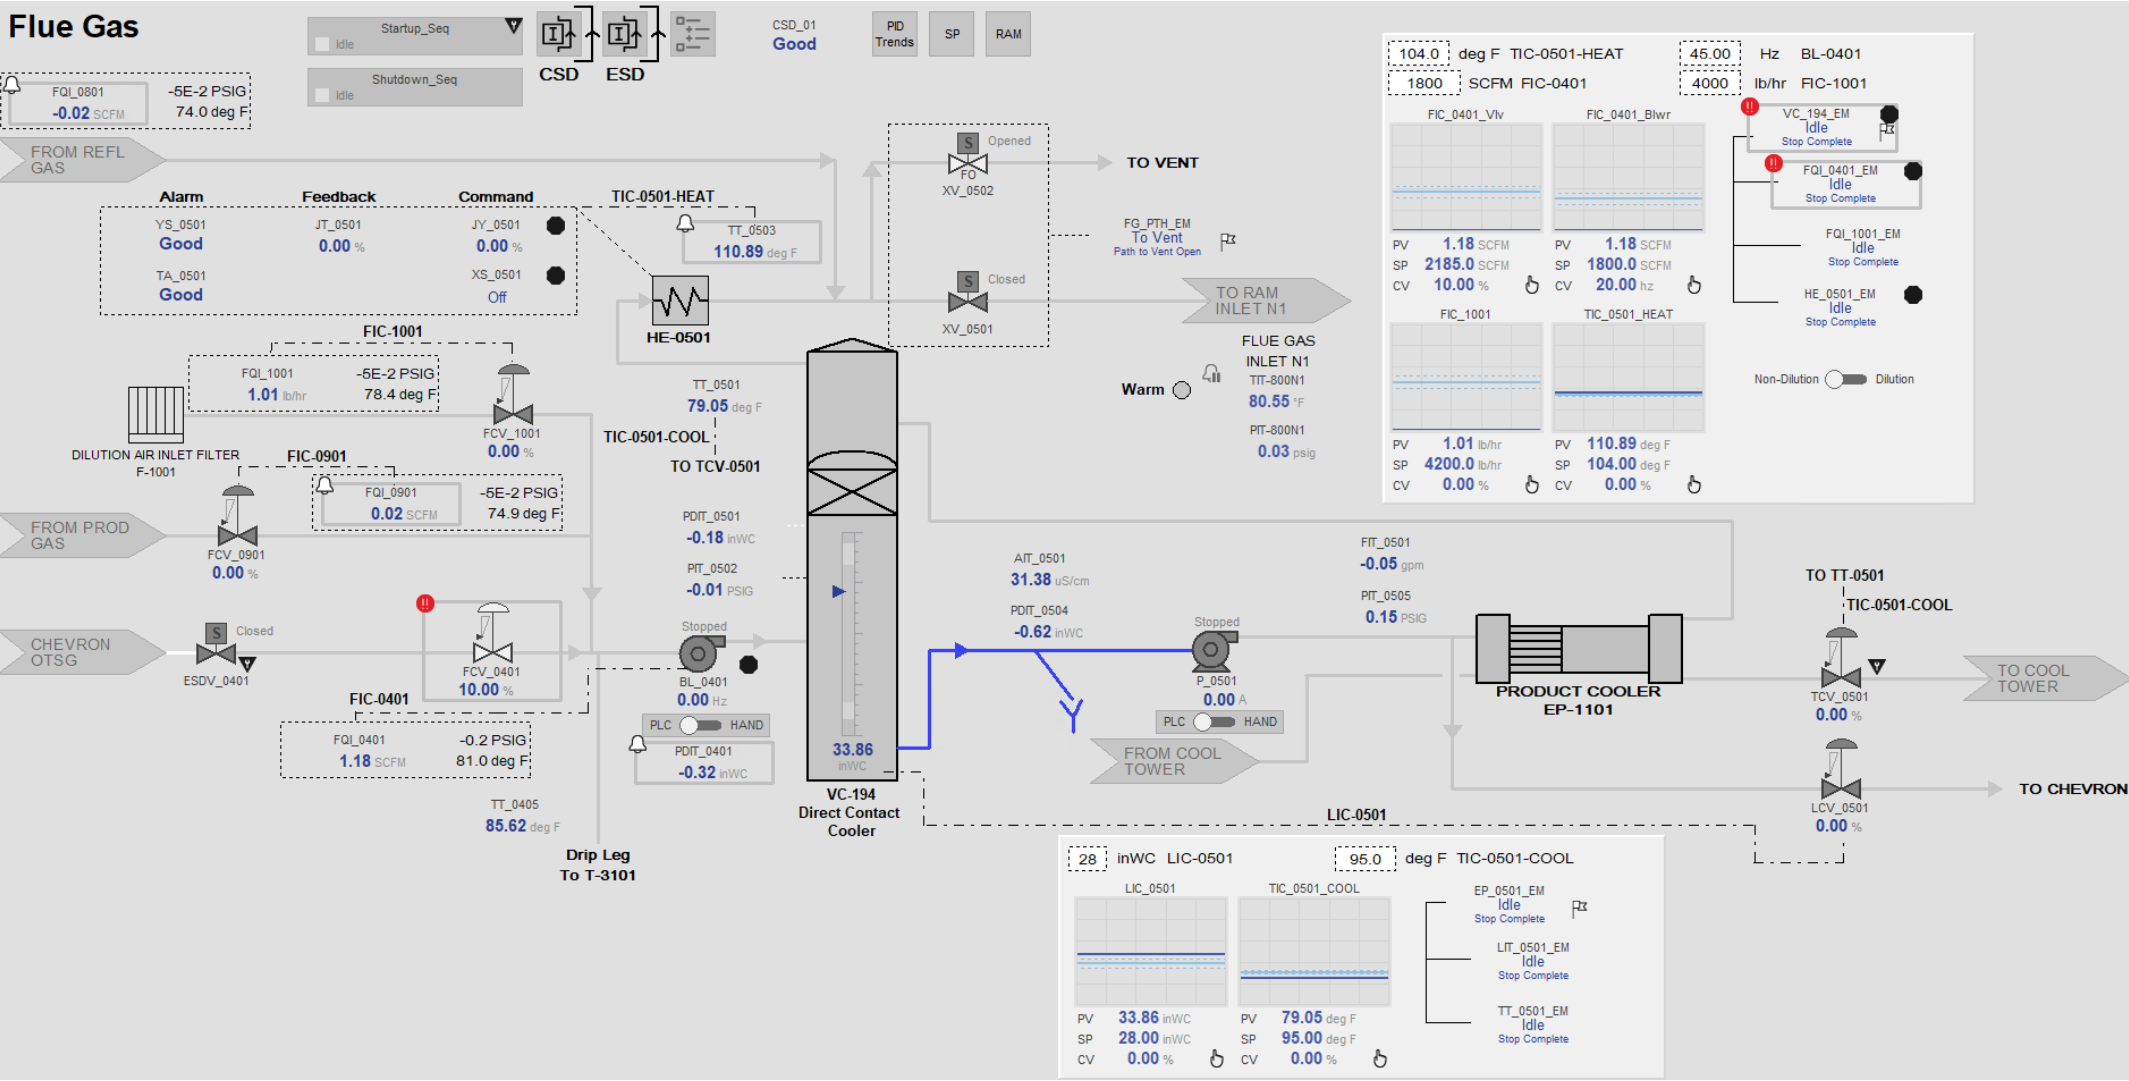 Flue Gas
Startup_Seq
Idle
Shutdown_Seq
Idle
CSD
ESD
CSD_01
Good
PID
Trends
SP
RAM
FQI_0801
-0.02 SCFM
-5E-2 PSIG
74.0 deg F
FROM REFL
GAS
Alarm
Feedback
Command
YS_0501
Good
JT_0501
0.00 %
JY_0501
0.00 %
TA_0501
Good
XS_0501
Off
TIC-0501-HEAT
TT_0503
110.89 deg F
HE-0501
S
Opened
FO
XV_0502
TO VENT
FG_PTH_EM
To Vent
Path to Vent Open
S
Closed
XV_0501
TO RAM
INLET N1
FLUE GAS
INLET N1
TIT-800N1
80.55 °F
PIT-800N1
0.03 psig
Warm
FIC-1001
FQI_1001
1.01 lb/hr
-5E-2 PSIG
78.4 deg F
FCV_1001
0.00 %
DILUTION AIR INLET FILTER
F-1001
FIC-0901
FQI_0901
0.02 SCFM
-5E-2 PSIG
74.9 deg F
FROM PROD
GAS
FCV_0901
0.00 %
TT_0501
79.05 deg F
TIC-0501-COOL
TO TCV-0501
PDIT_0501
-0.18 inWC
PIT_0502
-0.01 PSIG
CHEVRON
OTSG
S
Closed
ESDV_0401
!!
FCV_0401
10.00 %
FIC-0401
FQI_0401
1.18 SCFM
-0.2 PSIG
81.0 deg F
Stopped
BL_0401
0.00 Hz
PLC
HAND
PDIT_0401
-0.32 inWC
TT_0405
85.62 deg F
Drip Leg
To T-3101
33.86
inWC
VC-194
Direct Contact
Cooler
AIT_0501
31.38 uS/cm
PDIT_0504
-0.62 inWC
Stopped
P_0501
0.00 A
PLC
HAND
FROM COOL
TOWER
FIT_0501
-0.05 gpm
PIT_0505
0.15 PSIG
PRODUCT COOLER
EP-1101
TO TT-0501
TIC-0501-COOL
TCV_0501
0.00 %
TO COOL
TOWER
LCV_0501
0.00 %
TO CHEVRON
LIC-0501
104.0 deg F TIC-0501-HEAT
45.00 Hz BL-0401
1800 SCFM FIC-0401
4000 lb/hr FIC-1001
FIC_0401_Vlv
PV 1.18 SCFM
SP 2185.0 SCFM
CV 10.00 %
FIC_0401_Blwr
PV 1.18 SCFM
SP 1800.0 SCFM
CV 20.00 hz
FIC_1001
PV 1.01 lb/hr
SP 4200.0 lb/hr
CV 0.00 %
TIC_0501_HEAT
PV 110.89 deg F
SP 104.00 deg F
CV 0.00 %
!!
VC_194_EM
Idle
Stop Complete
!!
FQI_0401_EM
Idle
Stop Complete
FQI_1001_EM
Idle
Stop Complete
HE_0501_EM
Idle
Stop Complete
Non-Dilution
Dilution
28 inWC LIC-0501
95.0 deg F TIC-0501-COOL
LIC_0501
PV 33.86 inWC
SP 28.00 inWC
CV 0.00 %
TIC_0501_COOL
PV 79.05 deg F
SP 95.00 deg F
CV 0.00 %
EP_0501_EM
Idle
Stop Complete
LIT_0501_EM
Idle
Stop Complete
TT_0501_EM
Idle
Stop Complete